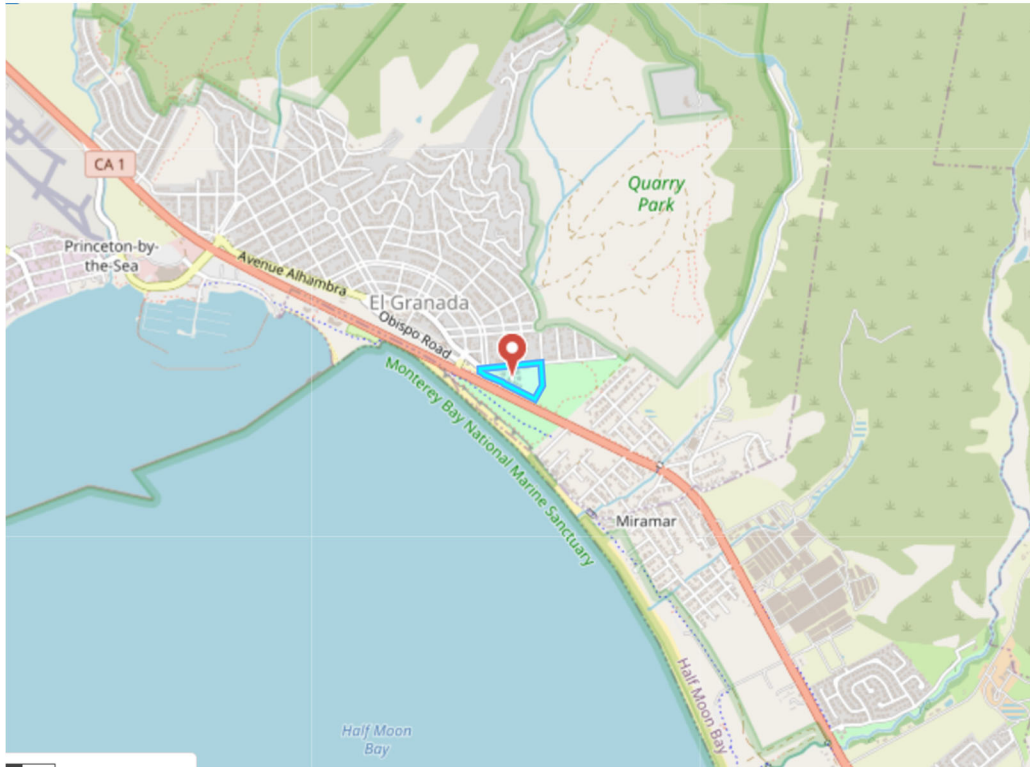 CA 1
Quarry
Park
Princeton-by-
the-Sea
Avenue Alhambra
El Granada
Obispo Road
Monterey Bay National Marine Sanctuary
Miramar
Half Moon Bay
Half Moon
Bay